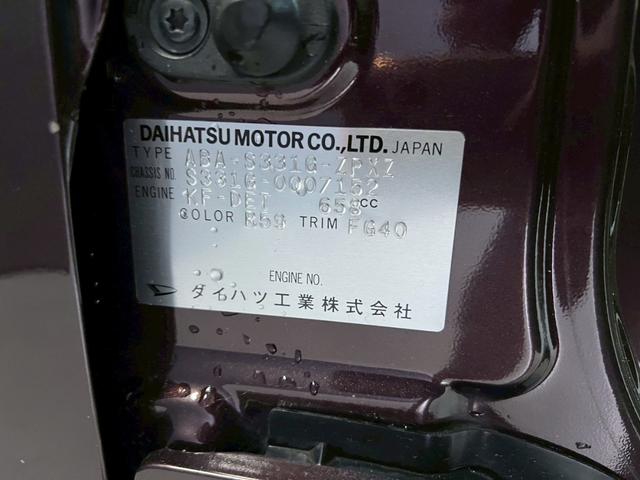 DAIHATSU MOTOR CO.,LTD. JAPAN
TYPE ABA-S331G-ZPXZ
CHASSIS NO. S331G-0007152
ENGINE KF-DET 658CC
COLOR R59 TRIM FG40
ENGINE NO.
ダイハツ工業株式会社